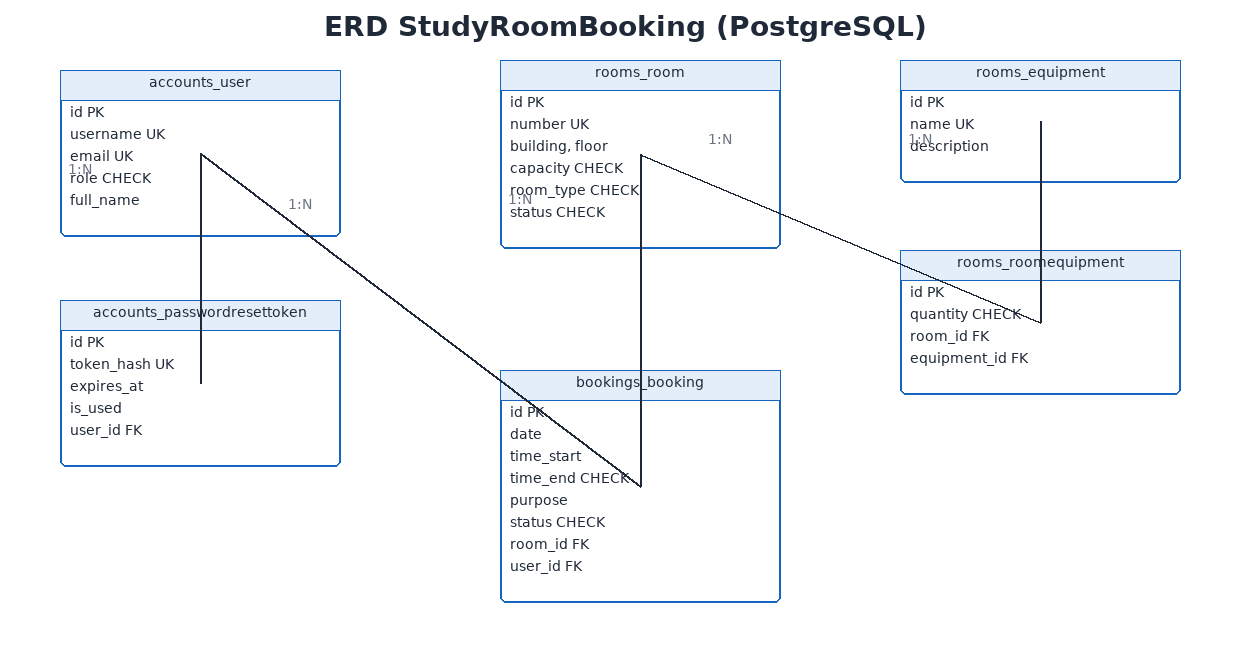 ERD StudyRoomBooking (PostgreSQL)
accounts_user
id PK
username UK
email UK
1:N
role CHECK
full_name
1:N
rooms_room
id PK
number UK
1:N
building, floor
capacity CHECK
room_type CHECK
1:N
status CHECK
rooms_equipment
id PK
name UK
1:N
description
accounts_passwordresettoken
id PK
token_hash UK
expires_at
is_used
user_id FK
bookings_booking
id PK
date
time_start
time_end CHECK
purpose
status CHECK
room_id FK
user_id FK
rooms_roomequipment
id PK
quantity CHECK
room_id FK
equipment_id FK